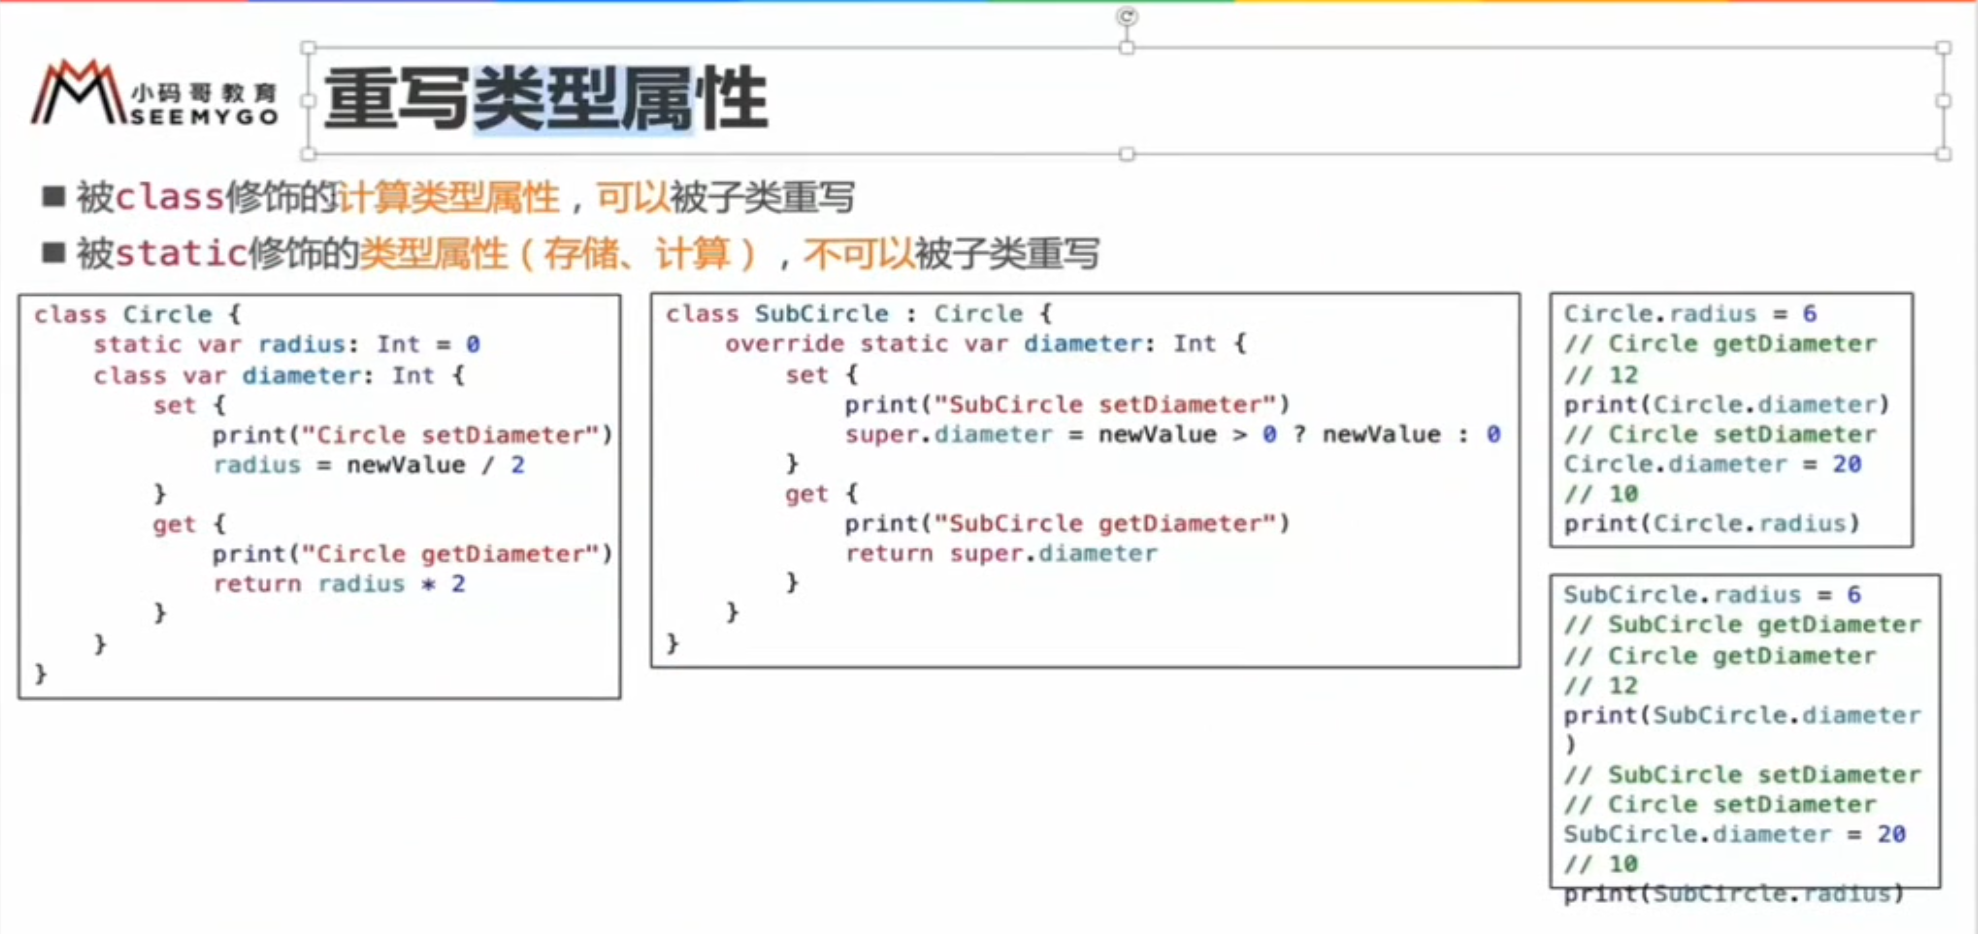 小码哥教育
SEEMYGO
重写类型属性
■ 被class修饰的计算类型属性，可以被子类重写
■ 被static修饰的类型属性（存储、计算），不可以被子类重写
class Circle {
    static var radius: Int = 0
    class var diameter: Int {
        set {
            print("Circle setDiameter")
            radius = newValue / 2
        }
        get {
            print("Circle getDiameter")
            return radius * 2
        }
    }
}
class SubCircle : Circle {
    override static var diameter: Int {
        set {
            print("SubCircle setDiameter")
            super.diameter = newValue > 0 ? newValue : 0
        }
        get {
            print("SubCircle getDiameter")
            return super.diameter
        }
    }
}
Circle.radius = 6
// Circle getDiameter
// 12
print(Circle.diameter)
// Circle setDiameter
Circle.diameter = 20
// 10
print(Circle.radius)
SubCircle.radius = 6
// SubCircle getDiameter
// Circle getDiameter
// 12
print(SubCircle.diameter
)
// SubCircle setDiameter
// Circle setDiameter
SubCircle.diameter = 20
// 10
print(SubCircle.radius)